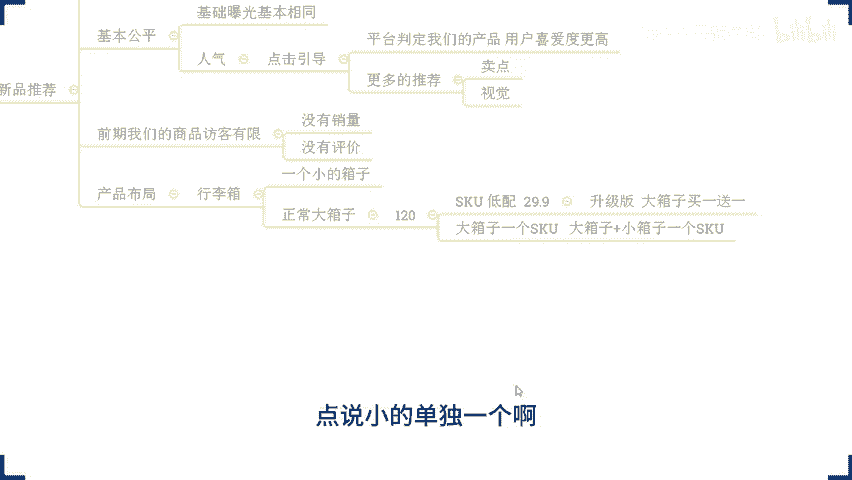 基础曝光基本相同
基本公平
平台判定我们的产品 用户喜爱度更高
人气 点击引导
卖点
更多的推荐
新品推荐
视觉
没有销量
前期我们的商品访客有限
没有评价
一个小的箱子
产品布局 行李箱
SKU 低配 29.9 升级版 大箱子买一送一
正常大箱子 120
大箱子一个SKU 大箱子+小箱子一个SKU
点说小的单独一个啊